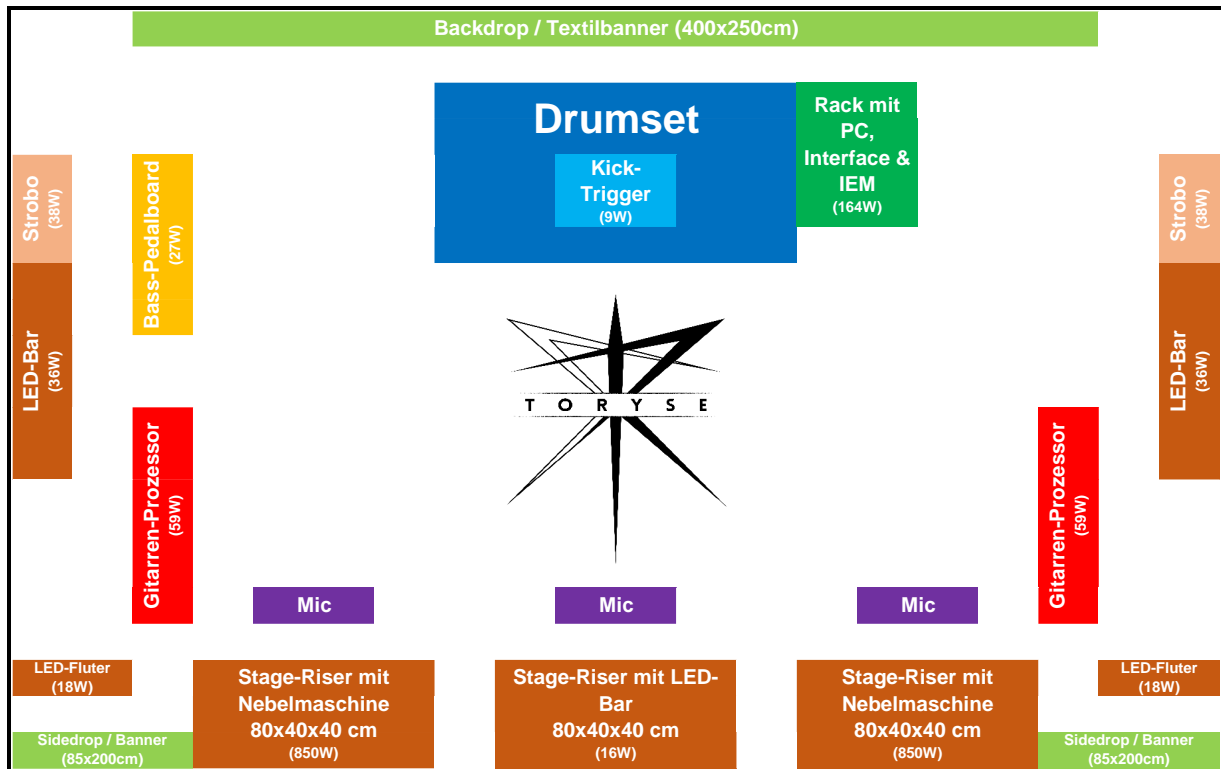 Backdrop / Textilbanner (400x250cm)
Drumset
Kick-
Trigger
(9W)
Rack mit
PC,
Interface &
IEM
(164W)
Strobo
(38W)
Bass-Pedalboard
(27W)
Strobo
(38W)
LED-Bar
(36W)
LED-Bar
(36W)
TORYSE
Gitarren-Prozessor
(59W)
Gitarren-Prozessor
(59W)
Mic
Mic
Mic
LED-Fluter
(18W)
Stage-Riser mit
Nebelmaschine
80x40x40 cm
(850W)
Stage-Riser mit LED-
Bar
80x40x40 cm
(16W)
Stage-Riser mit
Nebelmaschine
80x40x40 cm
(850W)
LED-Fluter
(18W)
Sidedrop / Banner
(85x200cm)
Sidedrop / Banner
(85x200cm)